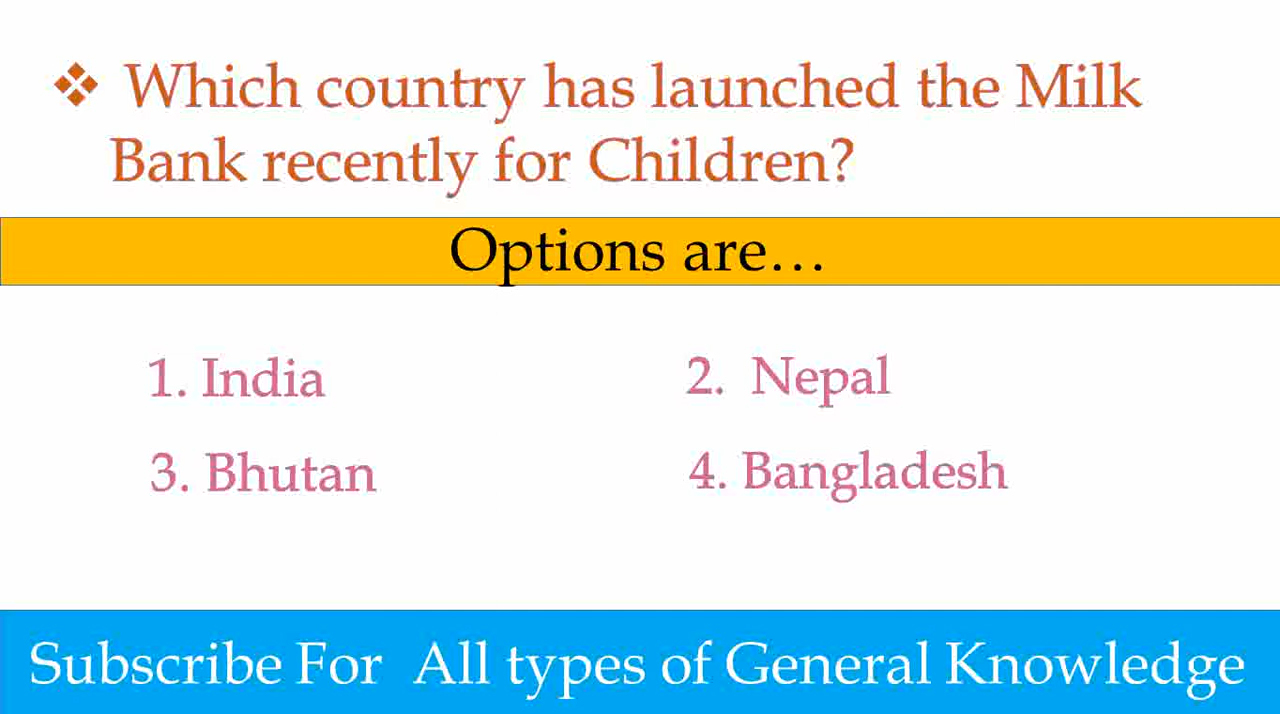 ❖ Which country has launched the Milk
Bank recently for Children?
Options are…
1. India
2. Nepal
3. Bhutan
4. Bangladesh
Subscribe For All types of General Knowledge